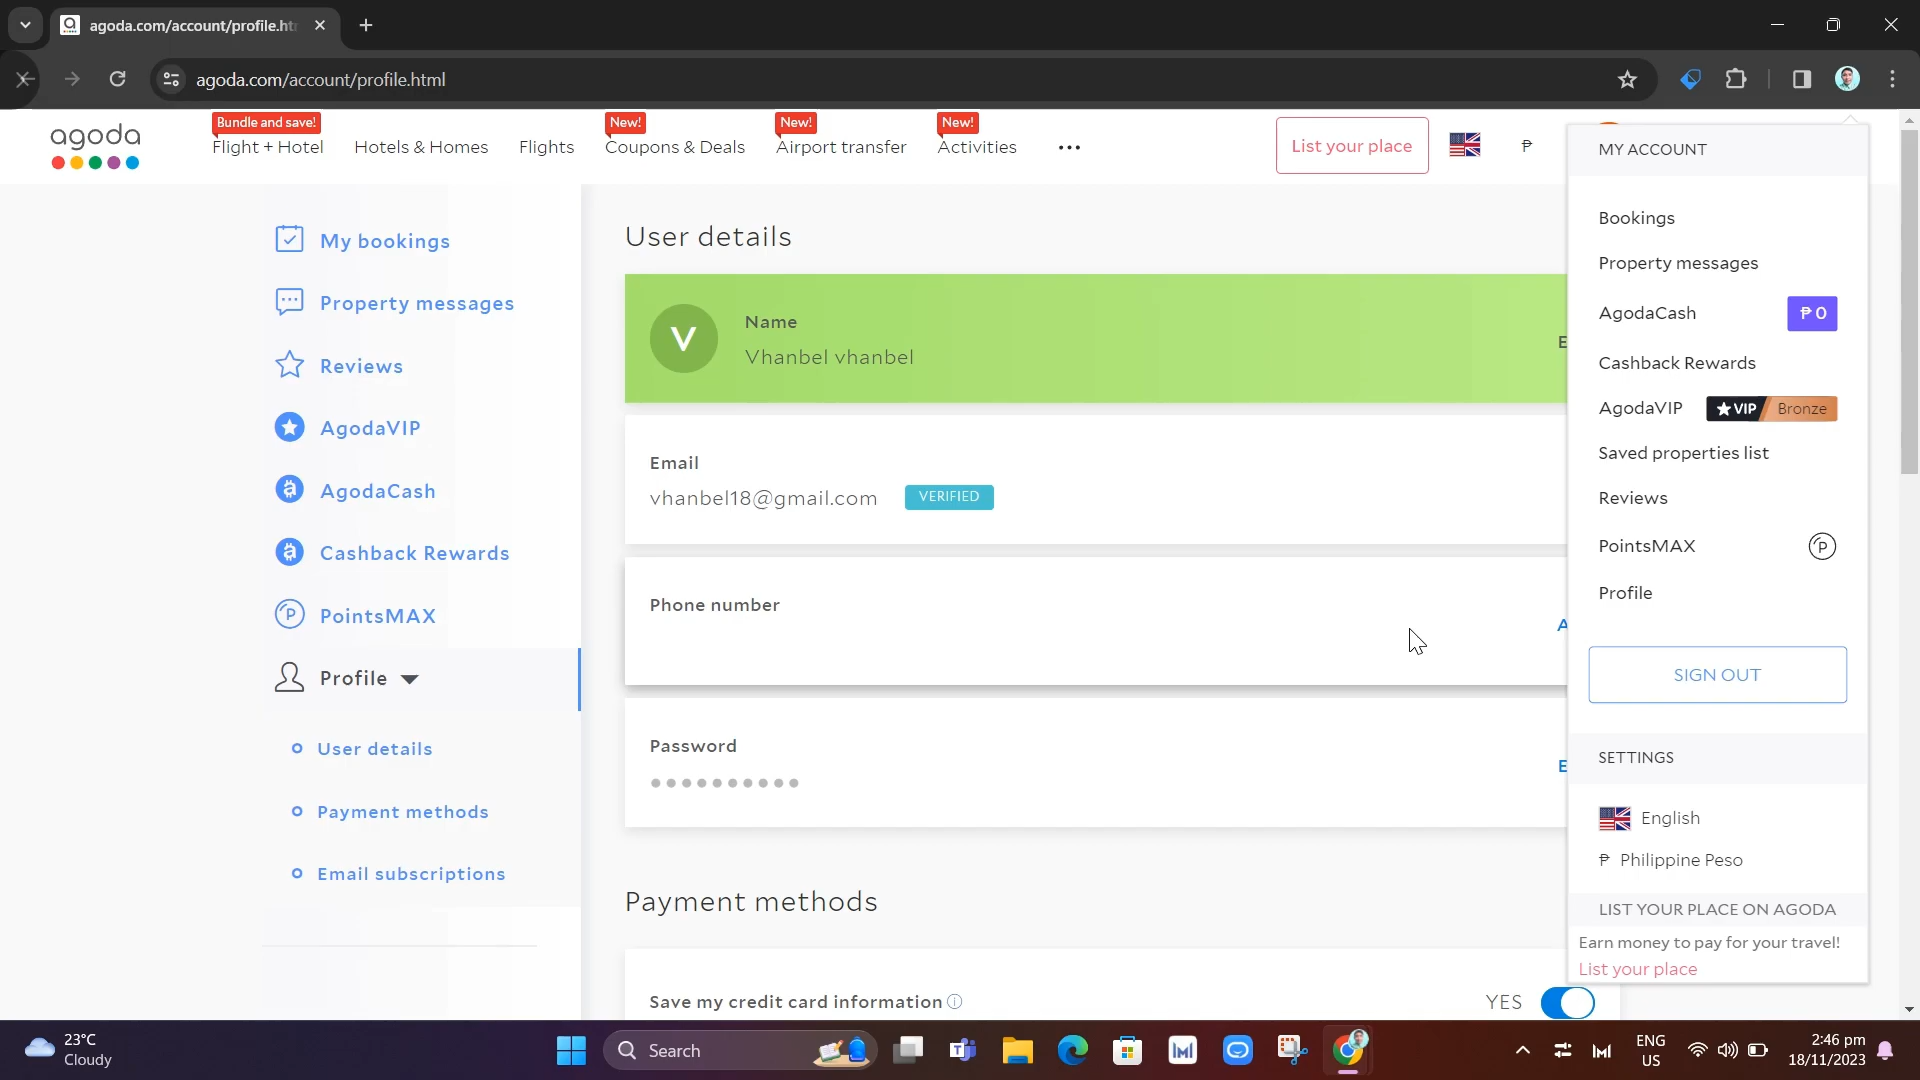 agoda.com/account/profile.ht
agoda.com/account/profile.html
agoda
Bundle and save!
Flight + Hotel
Hotels & Homes
Flights
New!
Coupons & Deals
New!
Airport transfer
New!
Activities
List your place
₱
My bookings
Property messages
Reviews
AgodaVIP
AgodaCash
Cashback Rewards
PointsMAX
Profile
User details
Payment methods
Email subscriptions
User details
V
Name
Vhanbel vhanbel
E
Email
vhanbel18@gmail.com VERIFIED
Phone number
A
Password
E
Payment methods
Save my credit card information
YES
MY ACCOUNT
Bookings
Property messages
AgodaCash ₱ 0
Cashback Rewards
AgodaVIP VIP Bronze
Saved properties list
Reviews
PointsMAX P
Profile
SIGN OUT
SETTINGS
English
₱ Philippine Peso
LIST YOUR PLACE ON AGODA
Earn money to pay for your travel!
List your place
23°C
Cloudy
Search
ENG
US
2:46 pm
18/11/2023